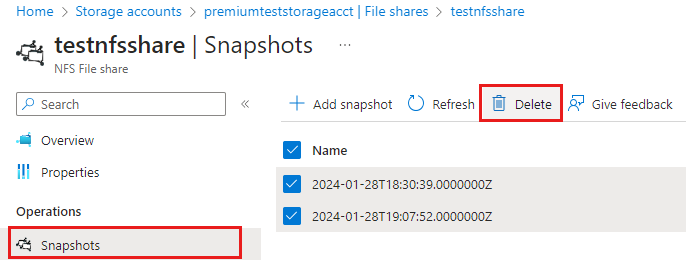 Home > Storage accounts > premiumteststorageacct | File shares > testnfsshare
testnfsshare | Snapshots ...
NFS File share
Search
«
Add snapshot
Refresh
Delete
Give feedback
Overview
Properties
Operations
Snapshots
Name
2024-01-28T18:30:39.0000000Z
2024-01-28T19:07:52.0000000Z